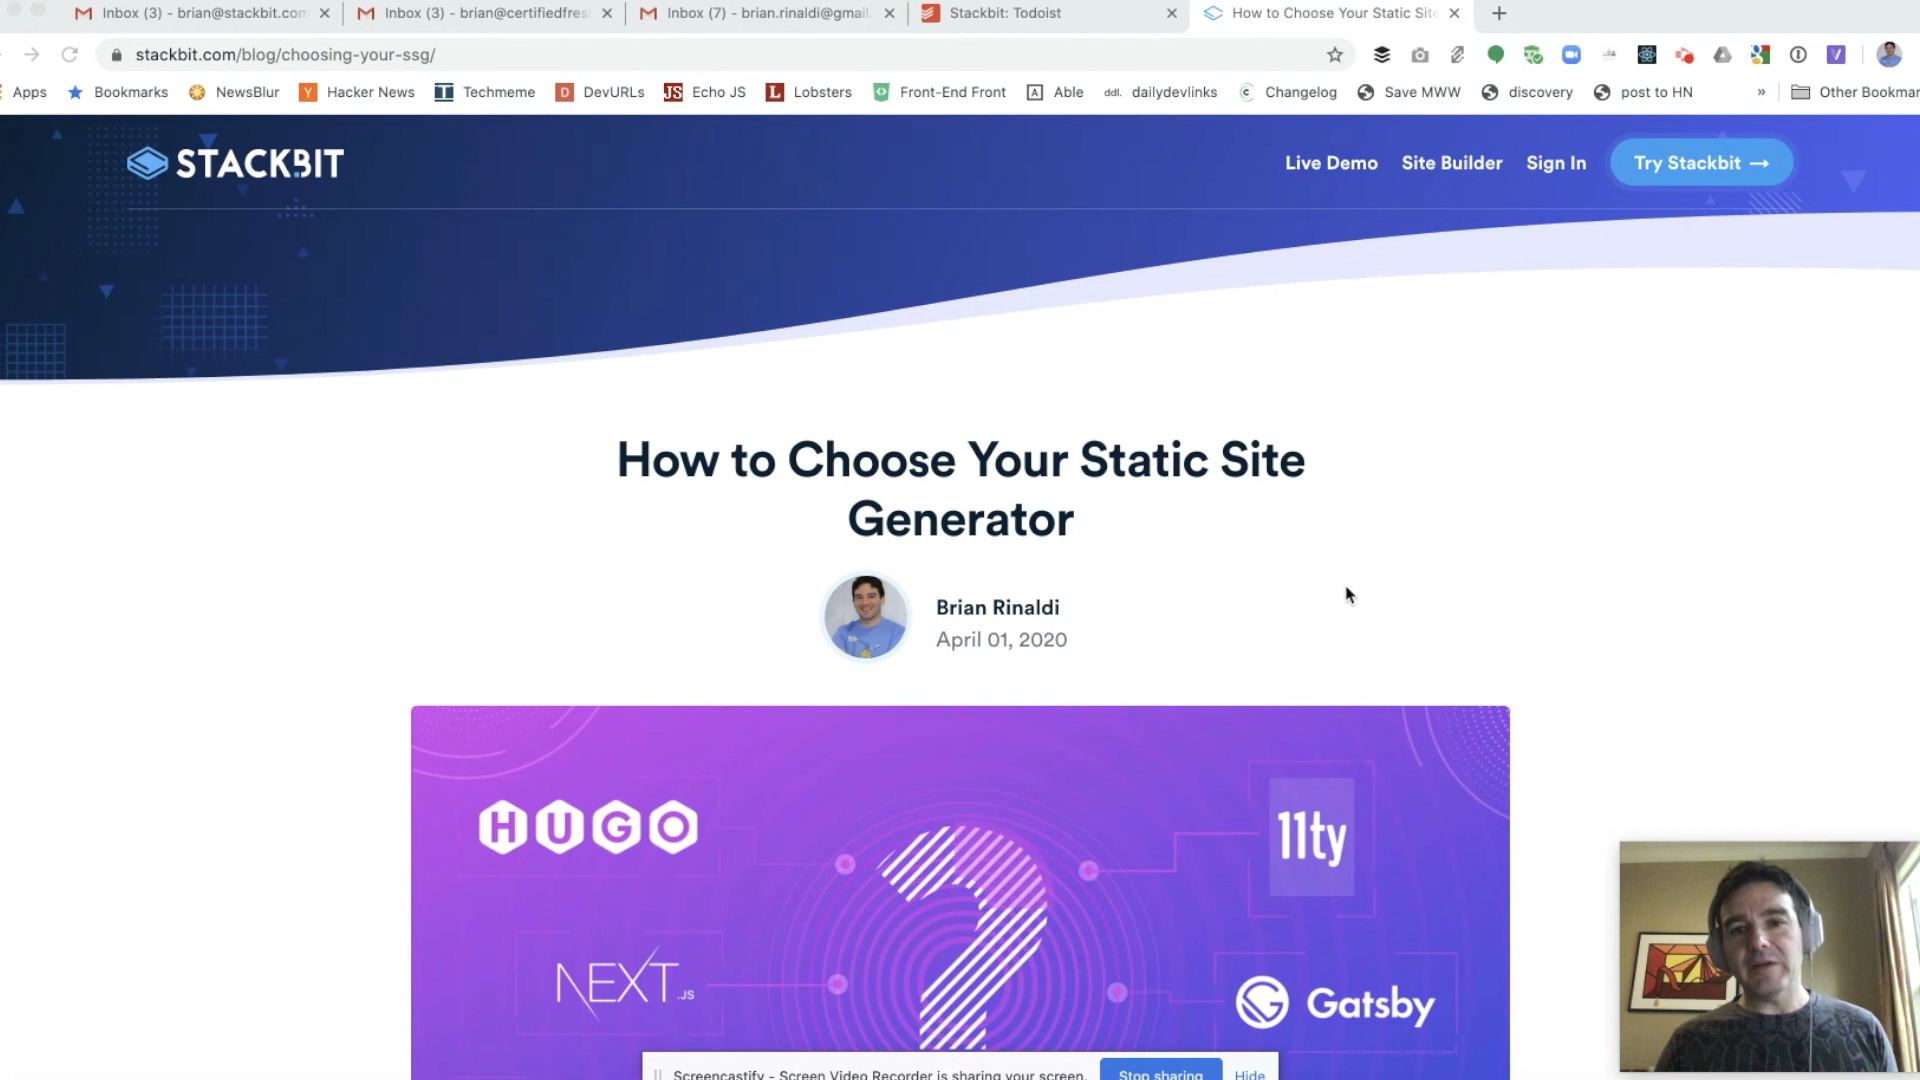 Inbox (3) - brian@stackbit.com
Inbox (3) - brian@certifiedfres
Inbox (7) - brian.rinaldi@gmail.
Stackbit: Todoist
How to Choose Your Static Site
stackbit.com/blog/choosing-your-ssg/
Apps
Bookmarks
NewsBlur
Y Hacker News
T Techmeme
D DevURLs
JS Echo JS
L Lobsters
Front-End Front
A Able
ddl. dailydevlinks
C Changelog
Save MWW
discovery
post to HN
»
Other Bookmar
STACKBIT
Live Demo
Site Builder
Sign In
Try Stackbit →
How to Choose Your Static Site
Generator
Brian Rinaldi
April 01, 2020
HUGO
11ty
?
NEXT.JS
Gatsby
Screencastify - Screen Video Recorder is sharing your screen.
Stop sharing
Hide